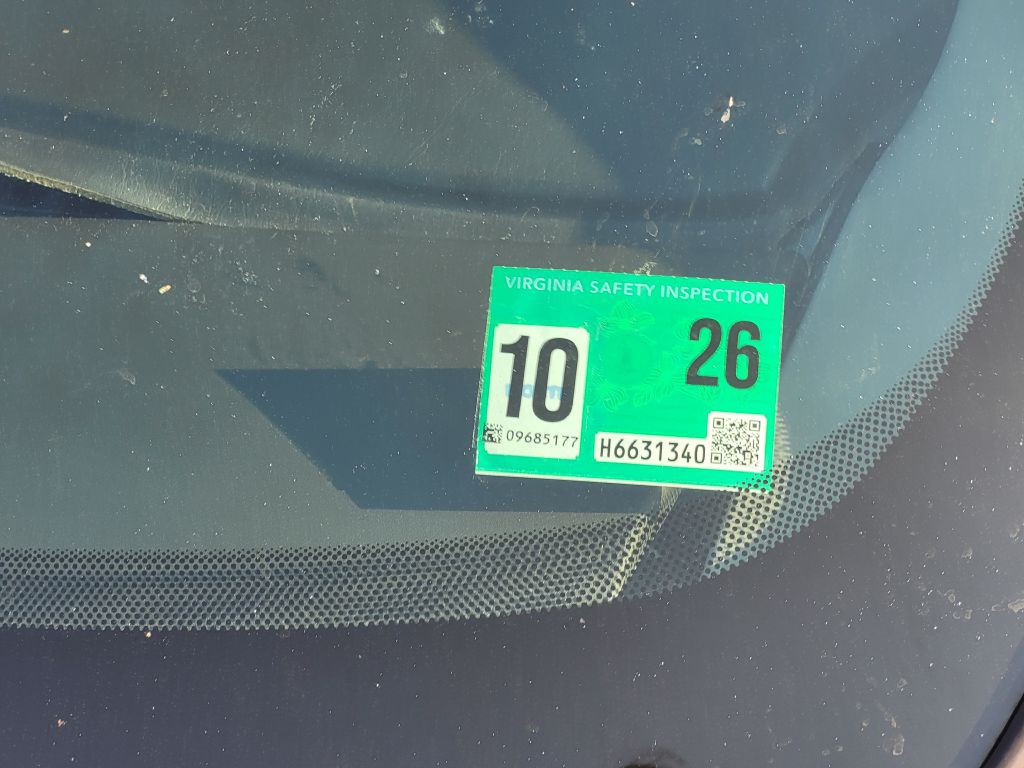 VIRGINIA SAFETY INSPECTION
10
26
09685177
H6631340